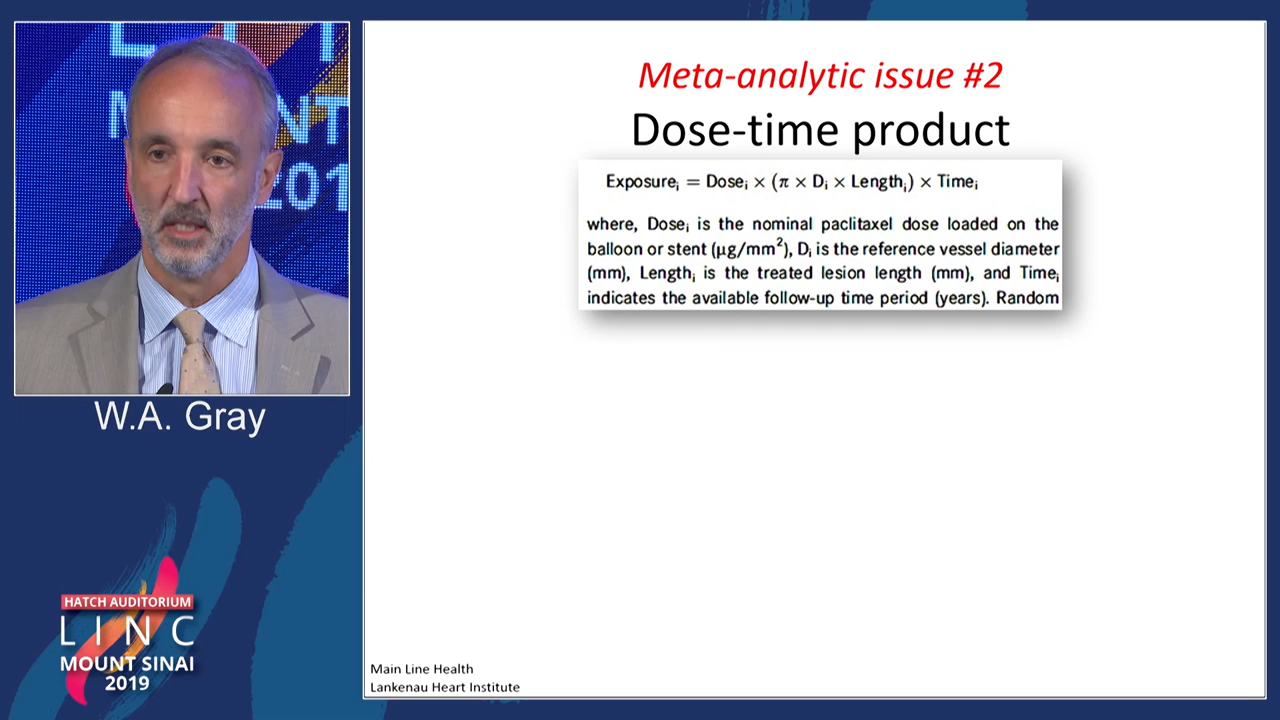 Meta-analytic issue #2
Dose-time product
Exposureᵢ = Doseᵢ × (π × Dᵢ × Lengthᵢ) × Timeᵢ
where, Doseᵢ is the nominal paclitaxel dose loaded on the
balloon or stent (μg/mm²), Dᵢ is the reference vessel diameter
(mm), Lengthᵢ is the treated lesion length (mm), and Timeᵢ
indicates the available follow-up time period (years). Random
W.A. Gray
HATCH AUDITORIUM
LINC
MOUNT SINAI
2019
Main Line Health
Lankenau Heart Institute